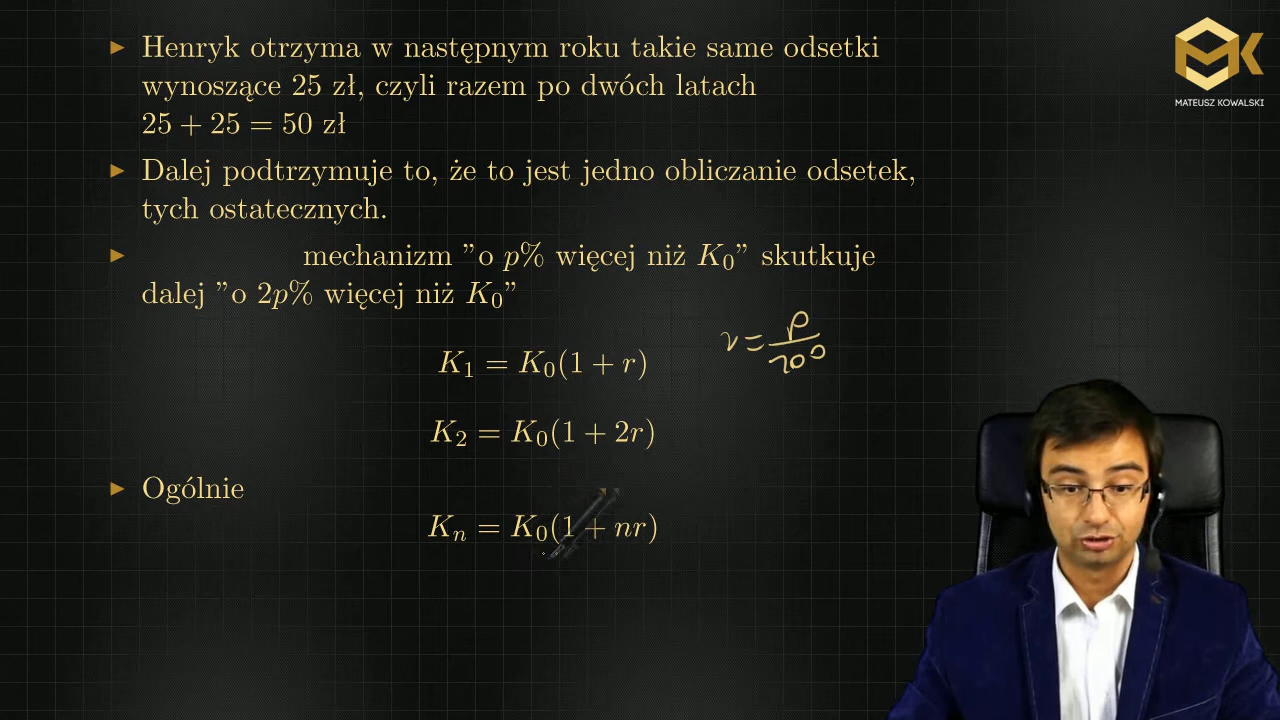 ▶ Henryk otrzyma w następnym roku takie same odsetki
wynoszące 25 zł, czyli razem po dwóch latach
25 + 25 = 50 zł
▶ Dalej podtrzymuje to, że to jest jedno obliczanie odsetek,
tych ostatecznych.
▶ mechanizm ”o p% więcej niż K₀” skutkuje
dalej ”o 2p% więcej niż K₀”
r = p/100
K₁ = K₀(1 + r)
K₂ = K₀(1 + 2r)
▶ Ogólnie
Kₙ = K₀(1 + nr)
MK
MATEUSZ KOWALSKI